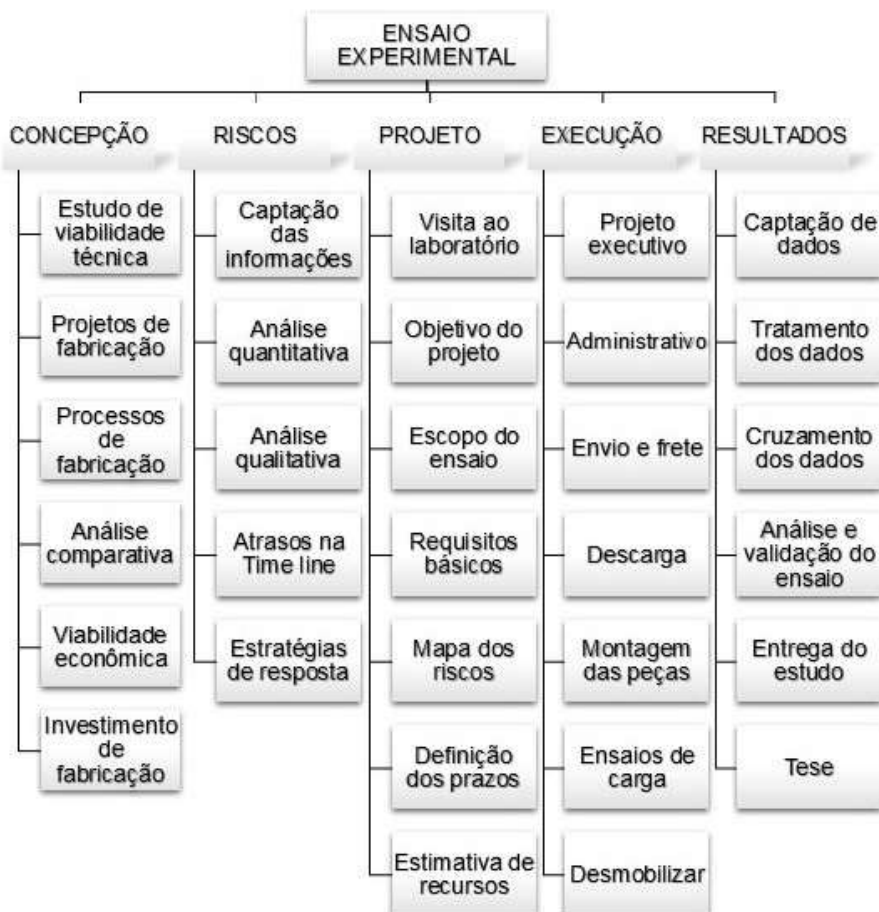 ENSAIO
EXPERIMENTAL
CONCEPÇÃO
Estudo de
viabilidade
técnica
Projetos de
fabricação
Processos
de
fabricação
Análise
comparativa
Viabilidade
econômica
Investimento
de
fabricação
RISCOS
Captação
das
informações
Análise
quantitativa
Análise
qualitativa
Atrasos na
Time line
Estratégias
de resposta
PROJETO
Visita ao
laboratório
Objetivo do
projeto
Escopo do
ensaio
Requisitos
básicos
Mapa dos
riscos
Definição
dos prazos
Estimativa de
recursos
EXECUÇÃO
Projeto
executivo
Administrativo
Envio e frete
Descarga
Montagem
das peças
Ensaios de
carga
Desmobilizar
RESULTADOS
Captação de
dados
Tratamento
dos dados
Cruzamento
dos dados
Análise e
validação do
ensaio
Entrega do
estudo
Tese